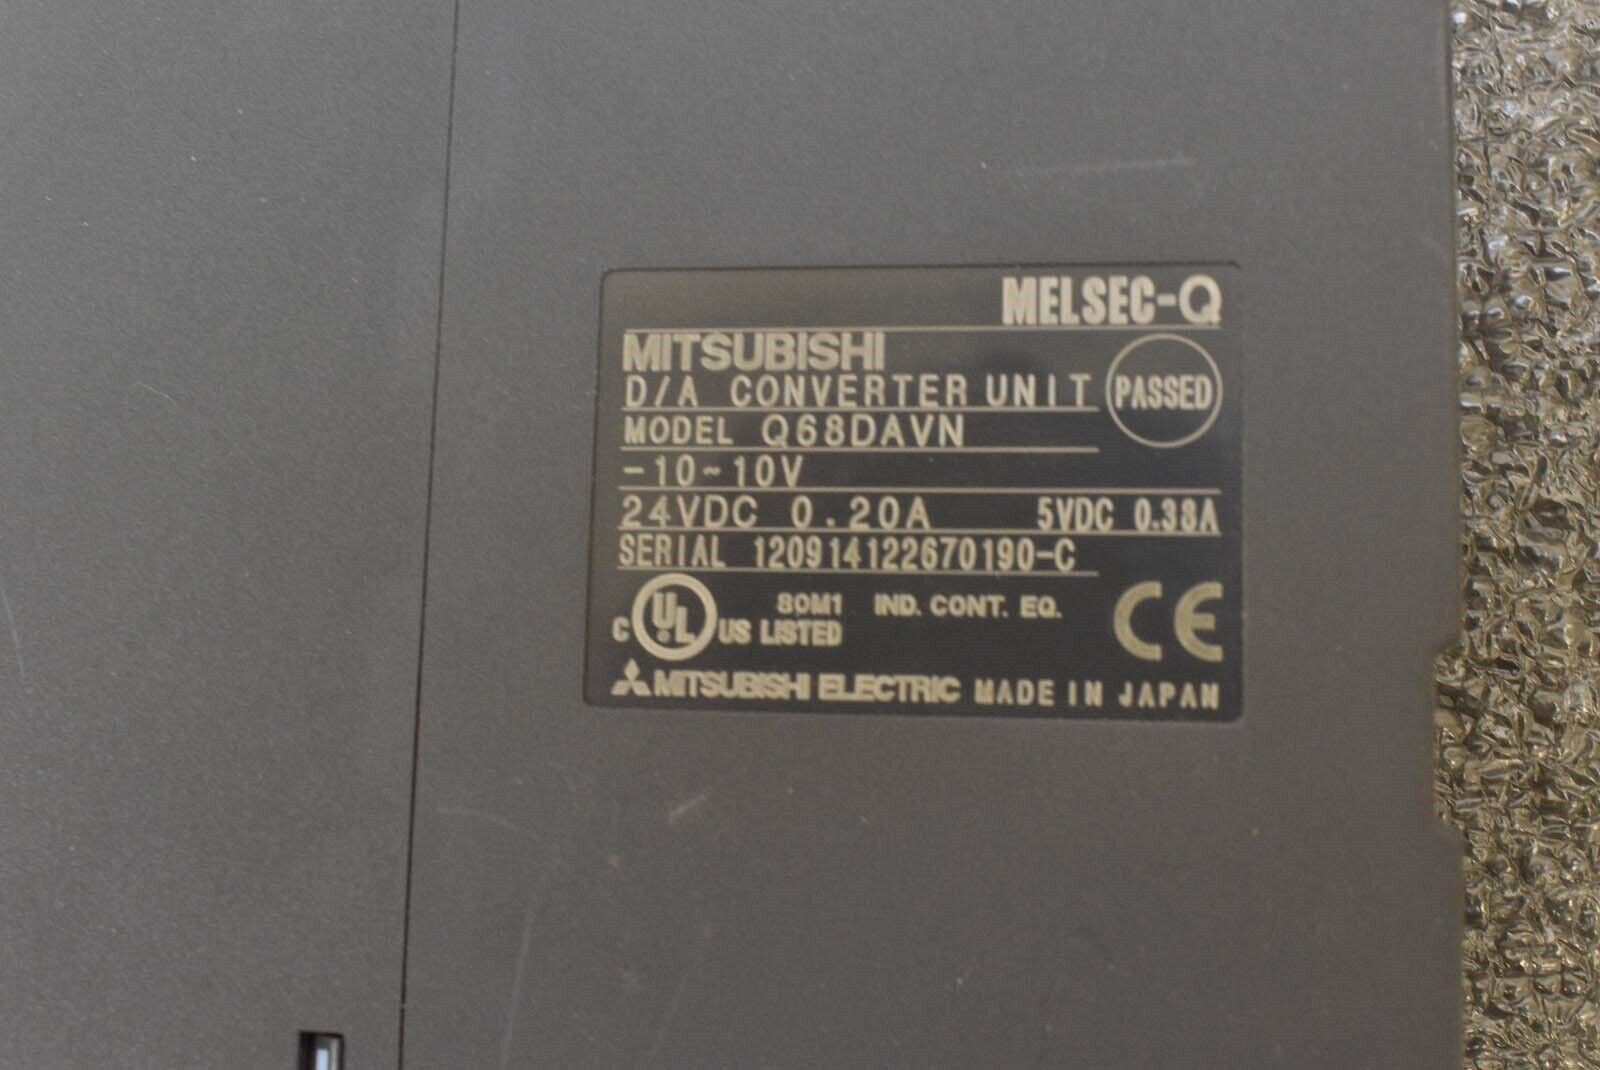 MELSEC-Q
MITSUBISHI
D/A CONVERTER UNIT PASSED
MODEL Q68DAVN
-10~10V
24VDC 0.20A 5VDC 0.38A
SERIAL 120914122670190-C
C UL US LISTED 80M1 IND. CONT. EQ. CE
MITSUBISHI ELECTRIC MADE IN JAPAN